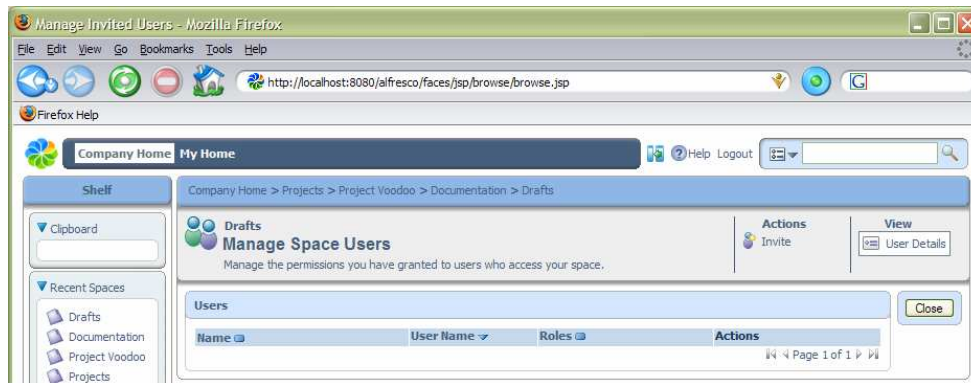 Manage Invited Users - Mozilla Firefox
File Edit View Go Bookmarks Tools Help
http://localhost:8080/alfresco/faces/jsp/browse/browse.jsp
G
Firefox Help
Company Home My Home
Help Logout
Shelf
Company Home > Projects > Project Voodoo > Documentation > Drafts
Clipboard
Drafts
Manage Space Users
Manage the permissions you have granted to users who access your space.
Actions
Invite
View
User Details
Recent Spaces
Drafts
Documentation
Project Voodoo
Projects
Users
Close
Name User Name Roles Actions
Page 1 of 1